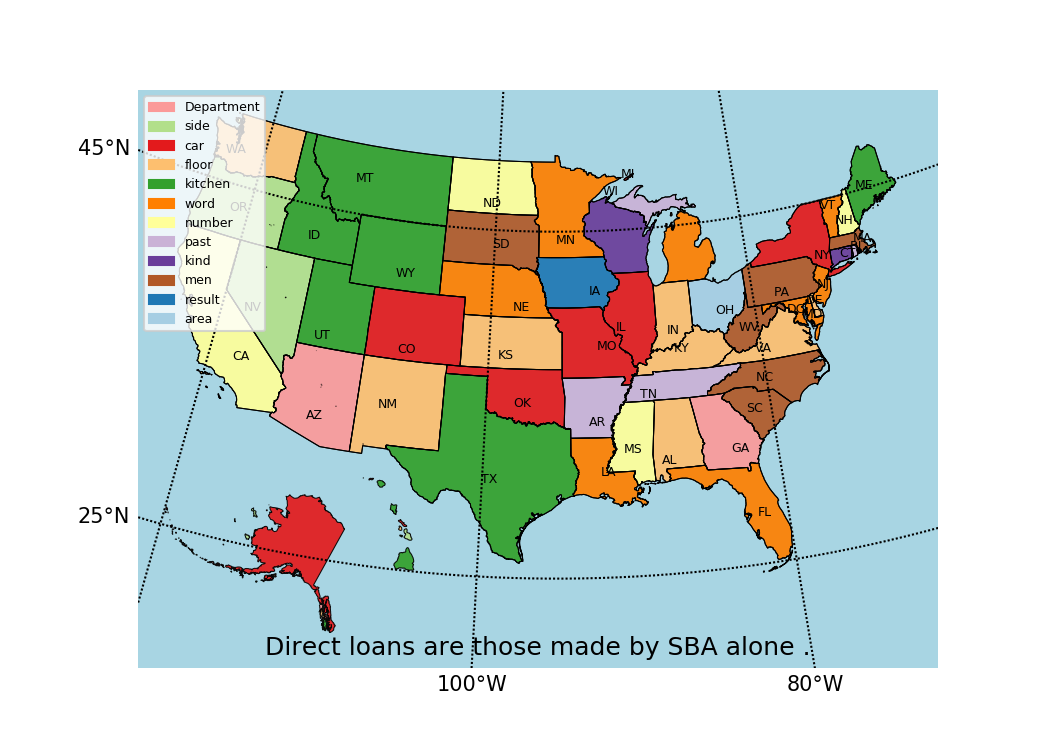 Department
side
car
floor
kitchen
word
number
past
kind
men
result
area
45°N
25°N
100°W
80°W
WA
OR
CA
NV
ID
MT
WY
UT
CO
AZ
NM
ND
SD
NE
KS
OK
TX
MN
IA
MO
AR
LA
WI
MI
IL
IN
OH
KY
TN
MS
AL
GA
FL
SC
NC
VA
WV
PA
NY
VT
NH
ME
MA
RI
CT
NJ
DE
MD
DC
Direct loans are those made by SBA alone .